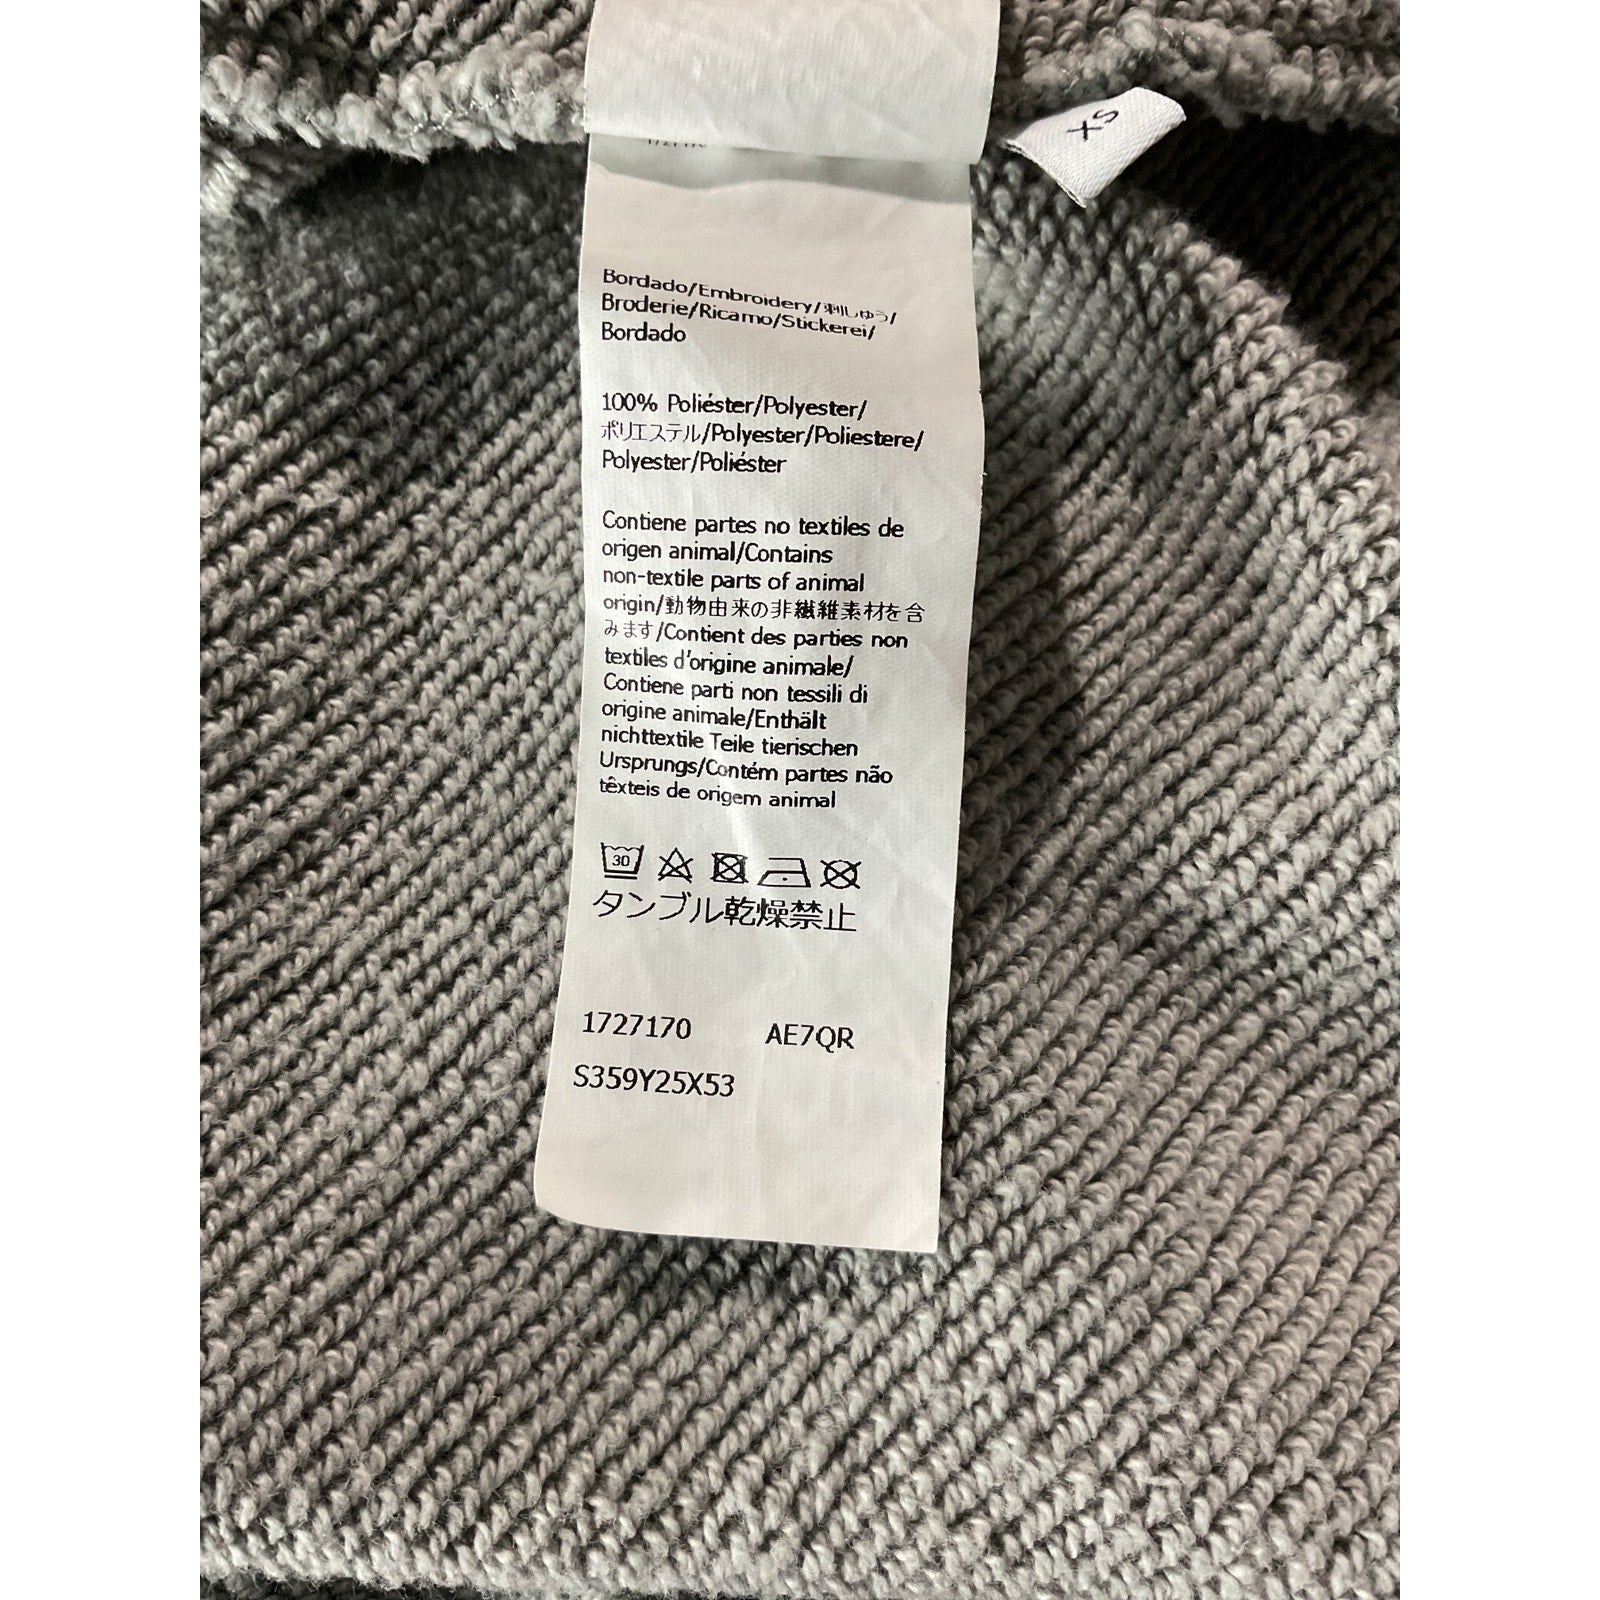 XS
Bordado/Embroidery/刺しゅう/
Broderie/Ricamo/Stickerei/
Bordado
100% Poliéster/Polyester/
ポリエステル/Polyester/Poliestere/
Polyester/Poliéster
Contiene partes no textiles de
origen animal/Contains
non-textile parts of animal
origin/動物由来の非繊維素材を含
みます/Contient des parties non
textiles d'origine animale/
Contiene parti non tessili di
origine animale/Enthält
nichttextile Teile tierischen
Ursprungs/Contém partes não
têxteis de origem animal
30
タンブル乾燥禁止
1727170 AE7QR
S359Y25X53